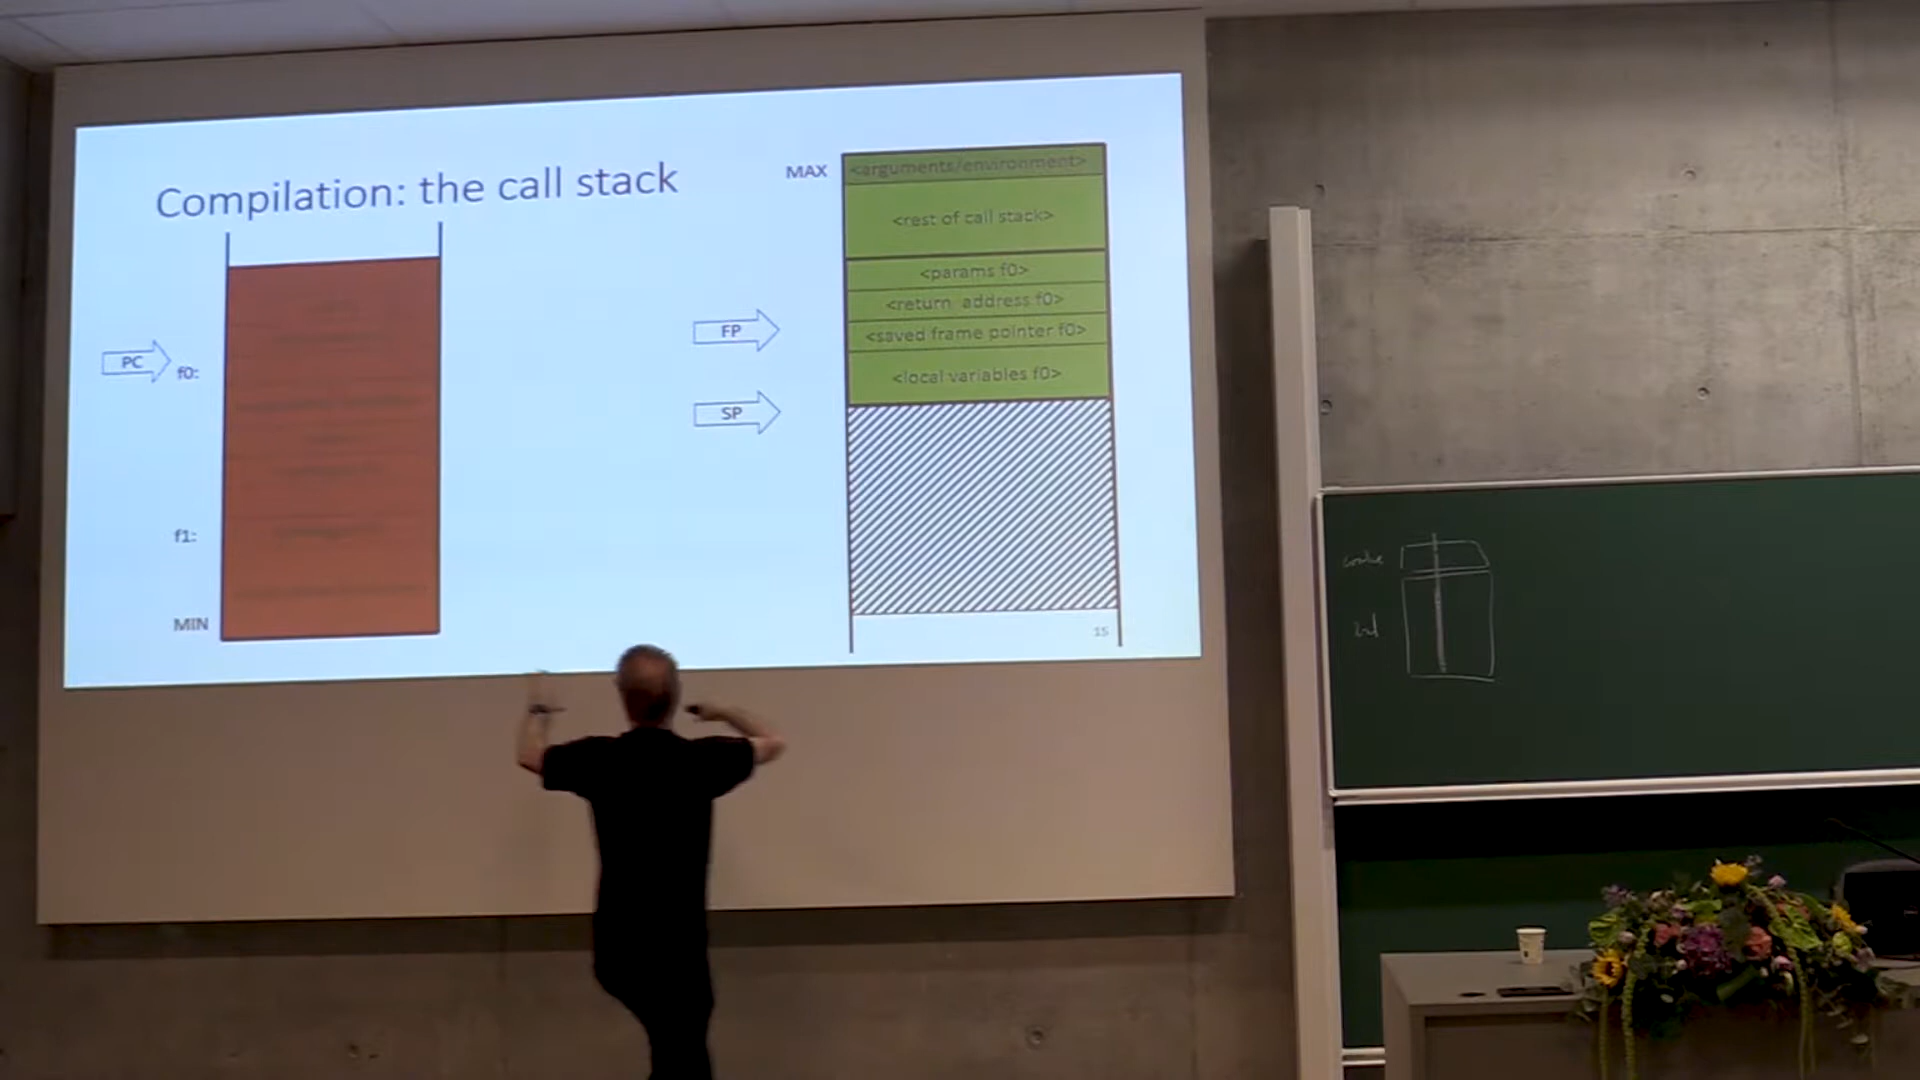 Compilation: the call stack
PC
f0:
f1:
MIN
MAX
FP
SP
<arguments/environment>
<rest of call stack>
<params f0>
<return address f0>
<saved frame pointer f0>
<local variables f0>
15